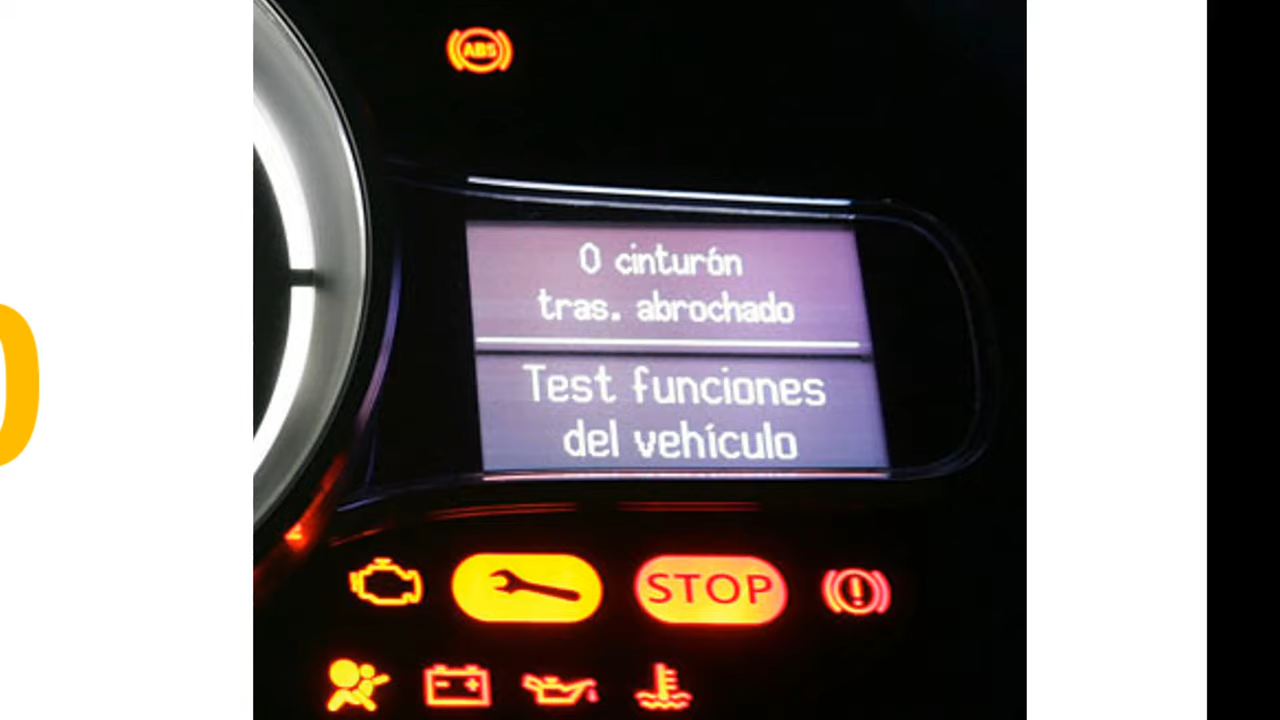 ABS
0 cinturón
tras. abrochado
Test funciones
del vehículo
STOP